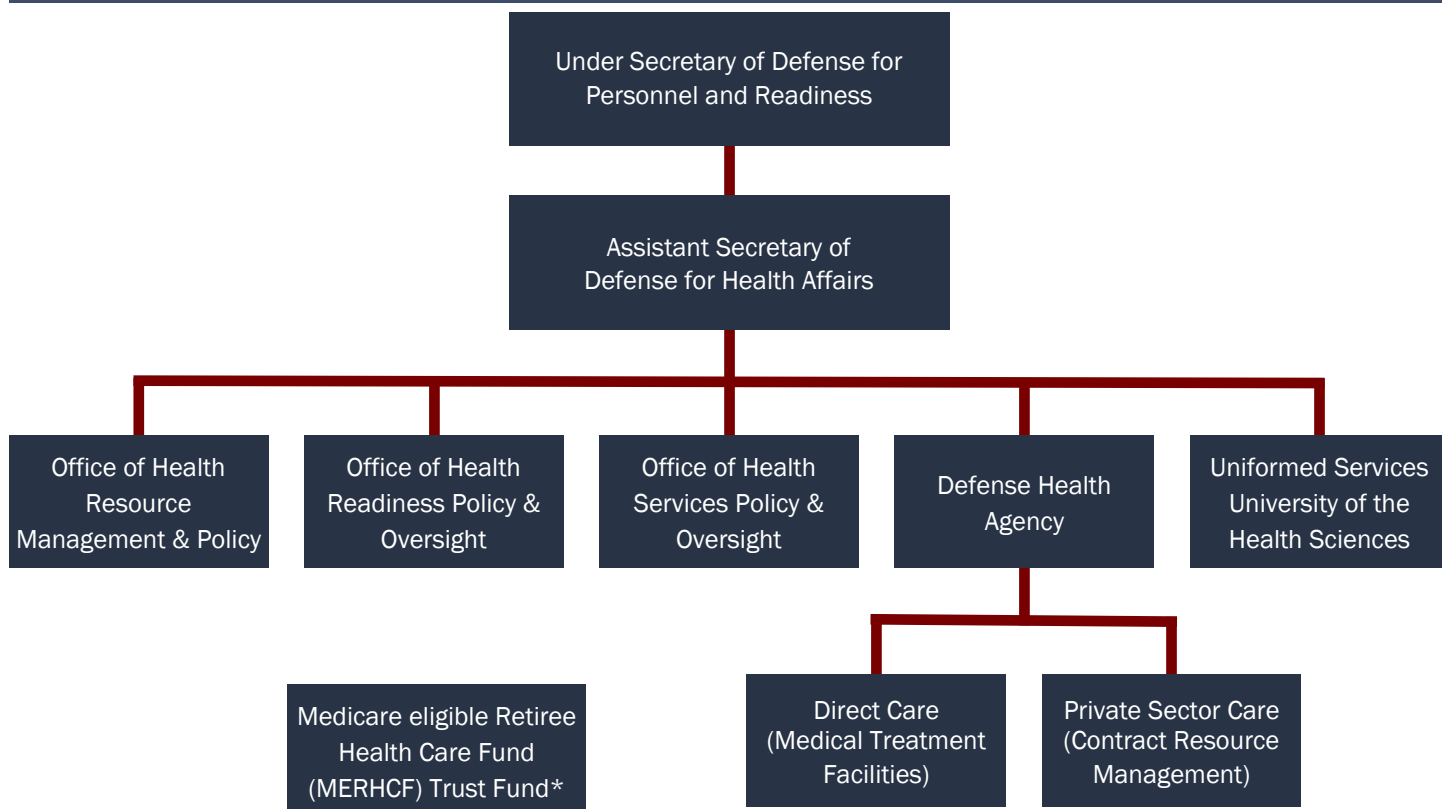 Under Secretary of Defense for
Personnel and Readiness
Assistant Secretary of
Defense for Health Affairs
Office of Health
Resource
Management & Policy
Office of Health
Readiness Policy &
Oversight
Office of Health
Services Policy &
Oversight
Defense Health
Agency
Uniformed Services
University of the
Health Sciences
Medicare eligible Retiree
Health Care Fund
(MERHCF) Trust Fund*
Direct Care
(Medical Treatment
Facilities)
Private Sector Care
(Contract Resource
Management)